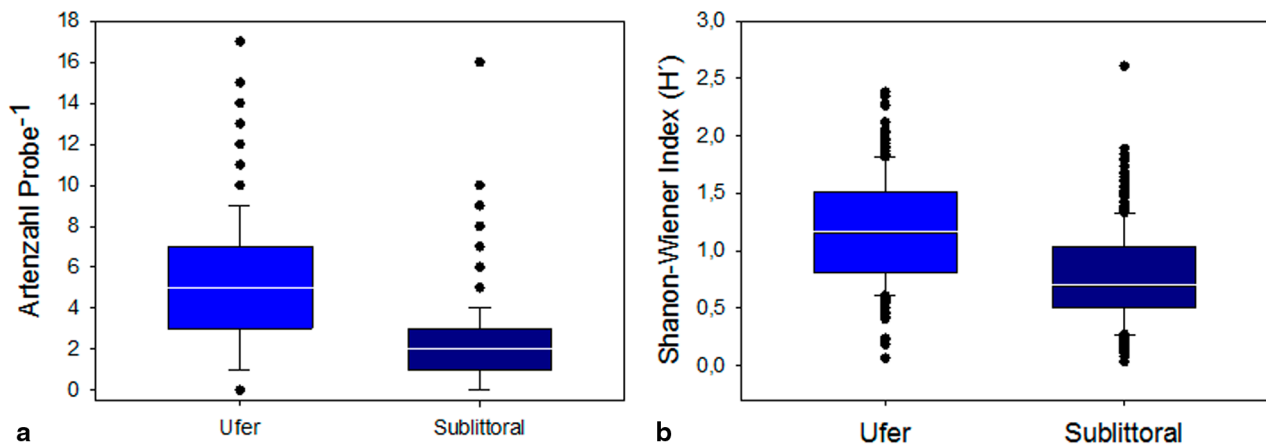 Artenzahl Probe-1
18
16
14
12
10
8
6
4
2
0
Ufer
Sublittoral
a
Shanon-Wiener Index (H´)
3,0
2,5
2,0
1,5
1,0
0,5
0,0
Ufer
Sublittoral
b